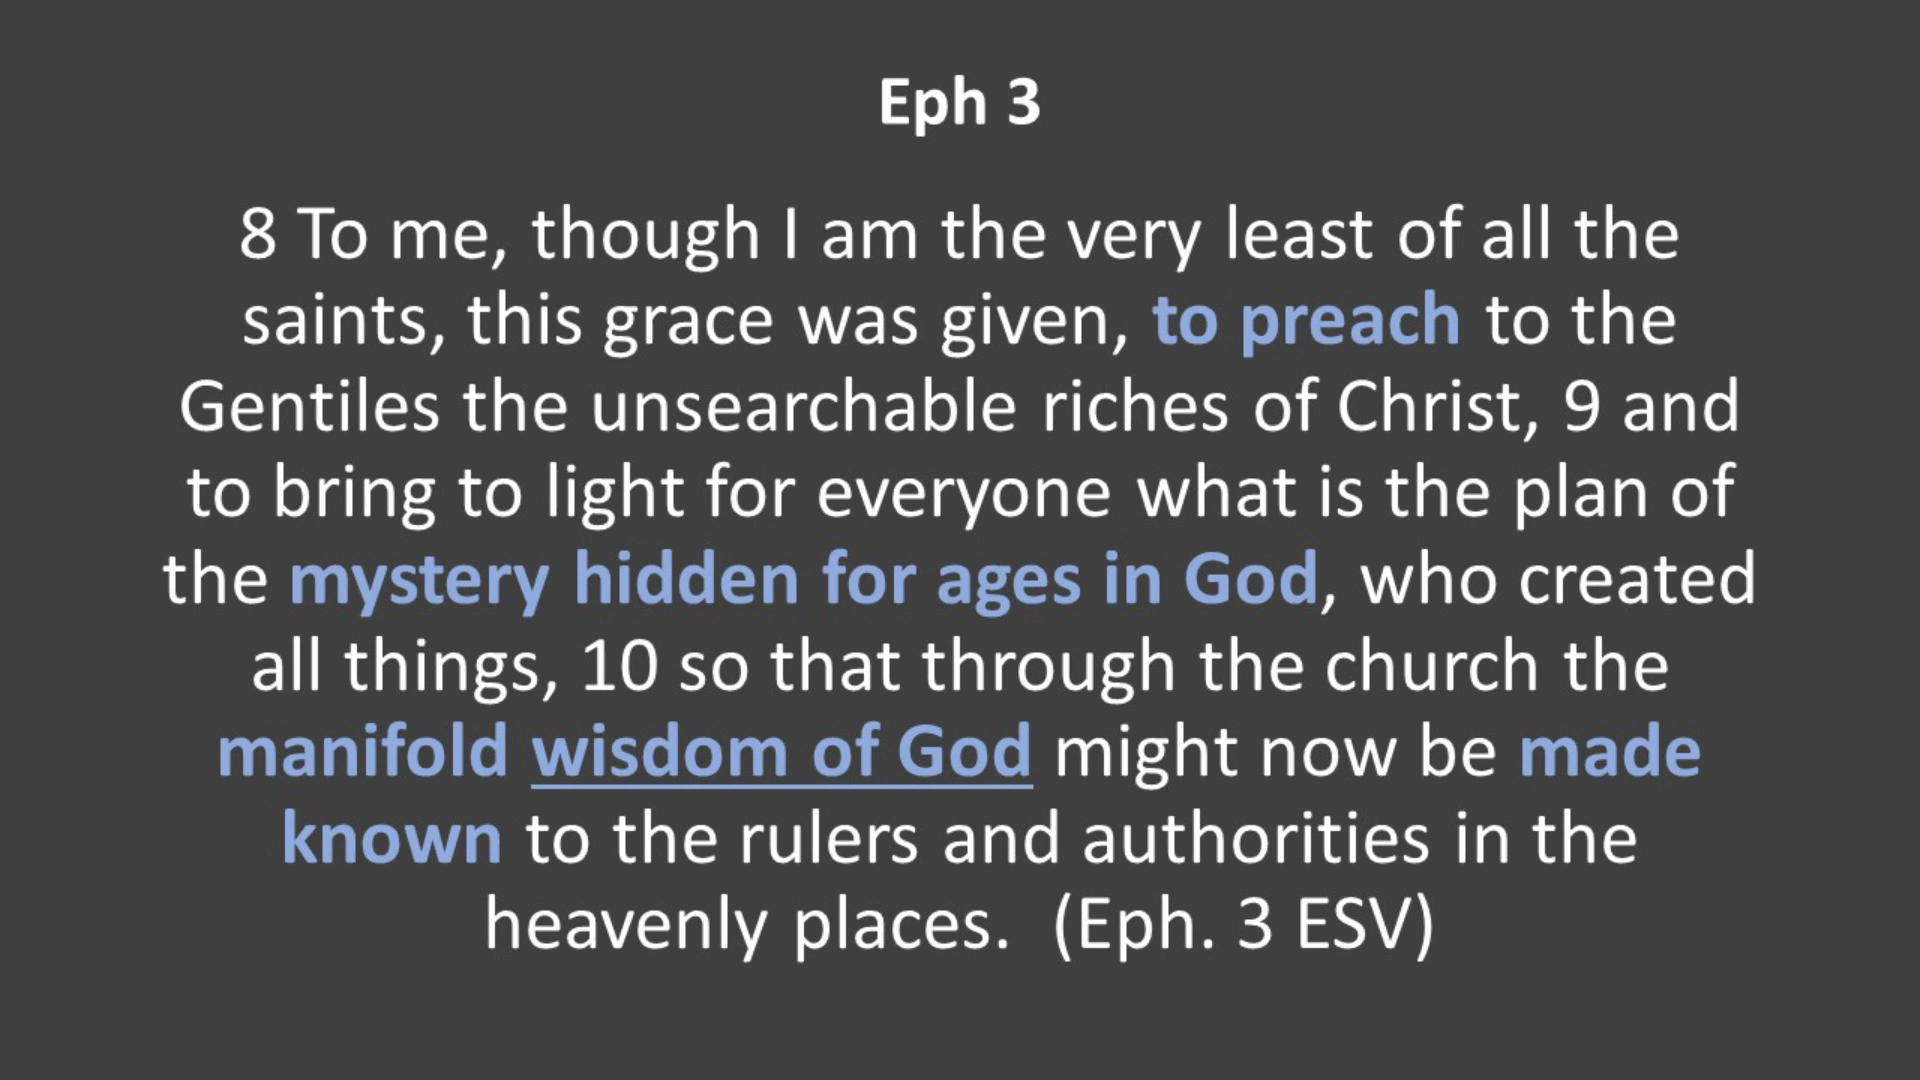 Eph 3
8 To me, though I am the very least of all the
saints, this grace was given, to preach to the
Gentiles the unsearchable riches of Christ, 9 and
to bring to light for everyone what is the plan of
the mystery hidden for ages in God, who created
all things, 10 so that through the church the
manifold wisdom of God might now be made
known to the rulers and authorities in the
heavenly places.  (Eph. 3 ESV)